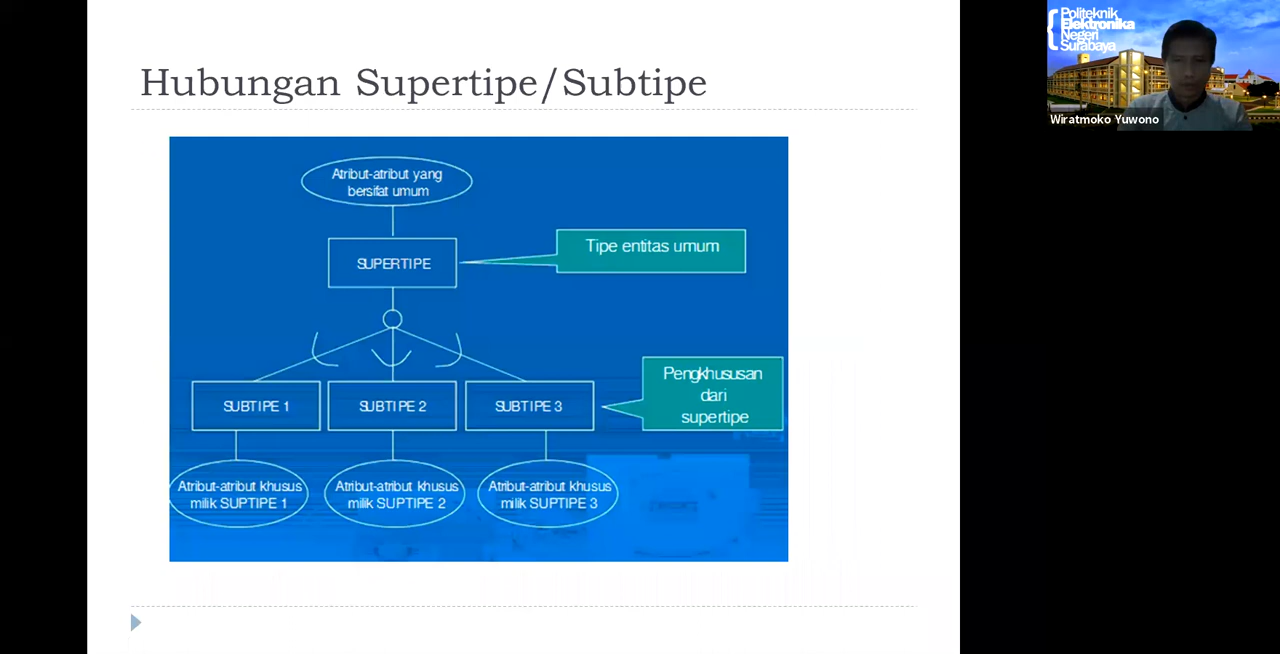 Hubungan Supertipe/Subtipe
Atribut-atribut yang
bersifat umum
SUPERTIPE
Tipe entitas umum
SUBTIPE 1
SUBTIPE 2
SUBTIPE 3
Pengkhususan
dari
supertipe
Atribut-atribut khusus
milik SUPTIPE 1
Atribut-atribut khusus
milik SUPTIPE 2
Atribut-atribut khusus
milik SUPTIPE 3
Politeknik
Elektronika
Negeri
Surabaya
Wiratmoko Yuwono